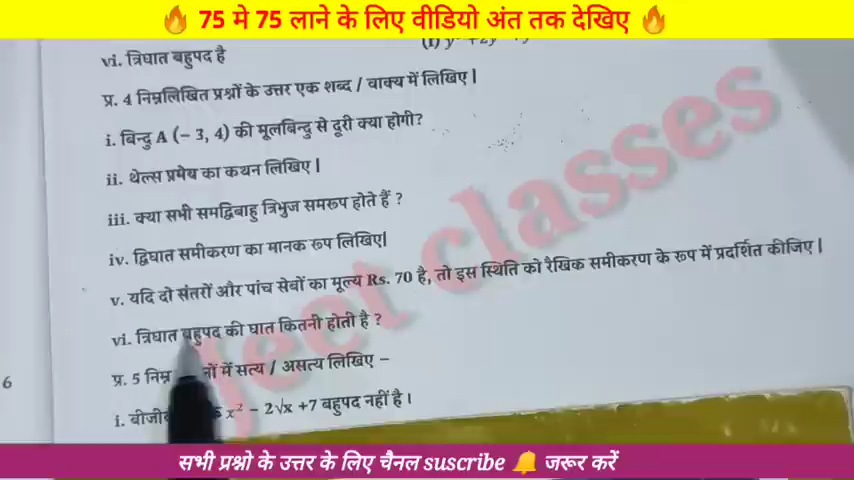 🔥 75 मे 75 लाने के लिए वीडियो अंत तक देखिए 🔥
vi. त्रिघात बहुपद है
प्र. 4 निम्नलिखित प्रश्नों के उत्तर एक शब्द / वाक्य में लिखिए |
i. बिन्दु A (– 3, 4) की मूलबिन्दु से दूरी क्या होगी?
ii. थेल्स प्रमेय का कथन लिखिए |
iii. क्या सभी समद्विबाहु त्रिभुज समरूप होते हैं ?
iv. द्विघात समीकरण का मानक रूप लिखिए|
v. यदि दो संतरों और पांच सेबों का मूल्य Rs. 70 है, तो इस स्थिति को रैखिक समीकरण के रूप में प्रदर्शित कीजिए |
vi. त्रिघात बहुपद की घात कितनी होती है ?
प्र. 5 निम्न में सत्य / असत्य लिखिए –
i. x² – 2√x +7 बहुपद नहीं है।
6
jeet classes
सभी प्रश्नो के उत्तर के लिए चैनल suscribe 🔔 जरूर करें